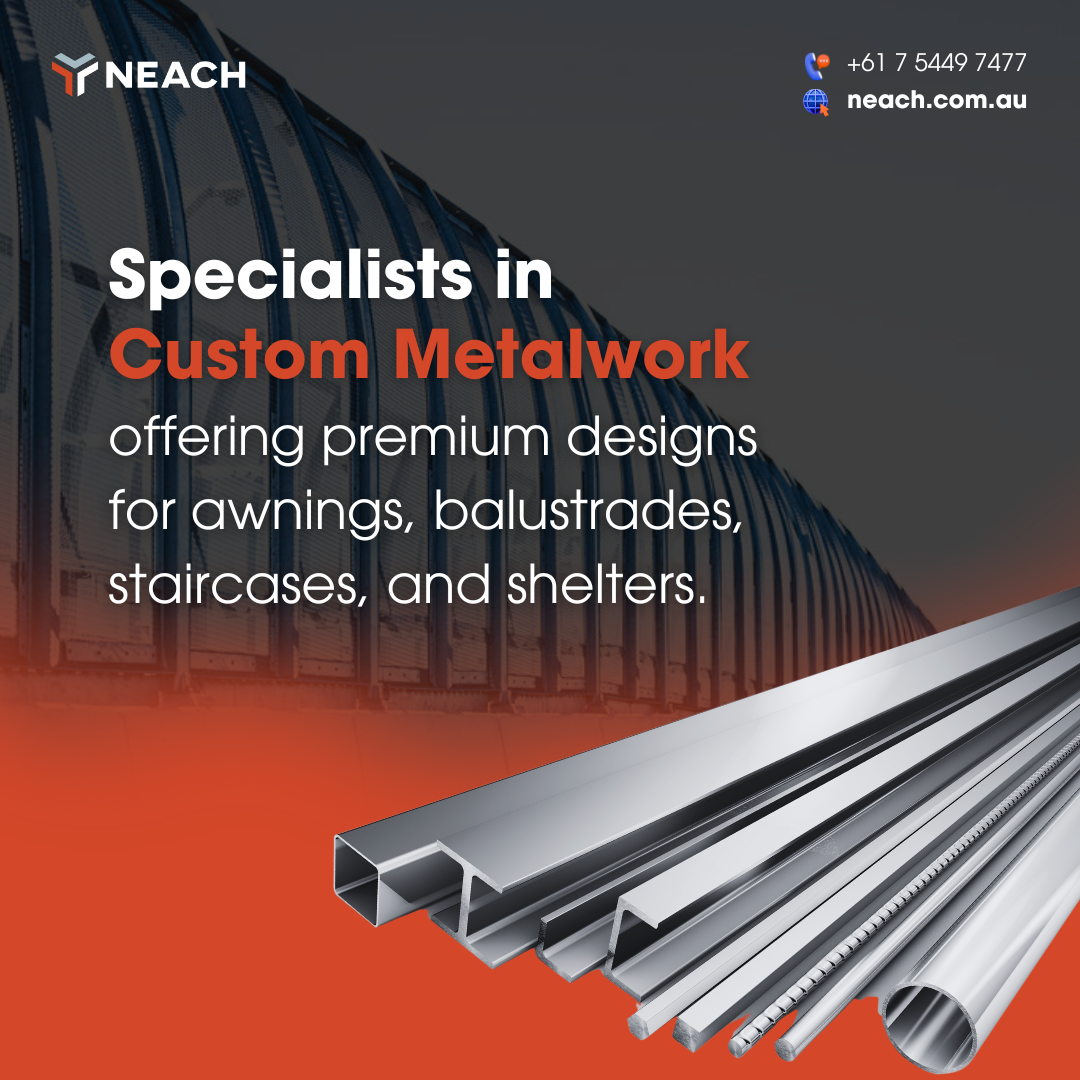 NEACH
+61 7 5449 7477
neach.com.au
Specialists in
Custom Metalwork
offering premium designs
for awnings, balustrades,
staircases, and shelters.